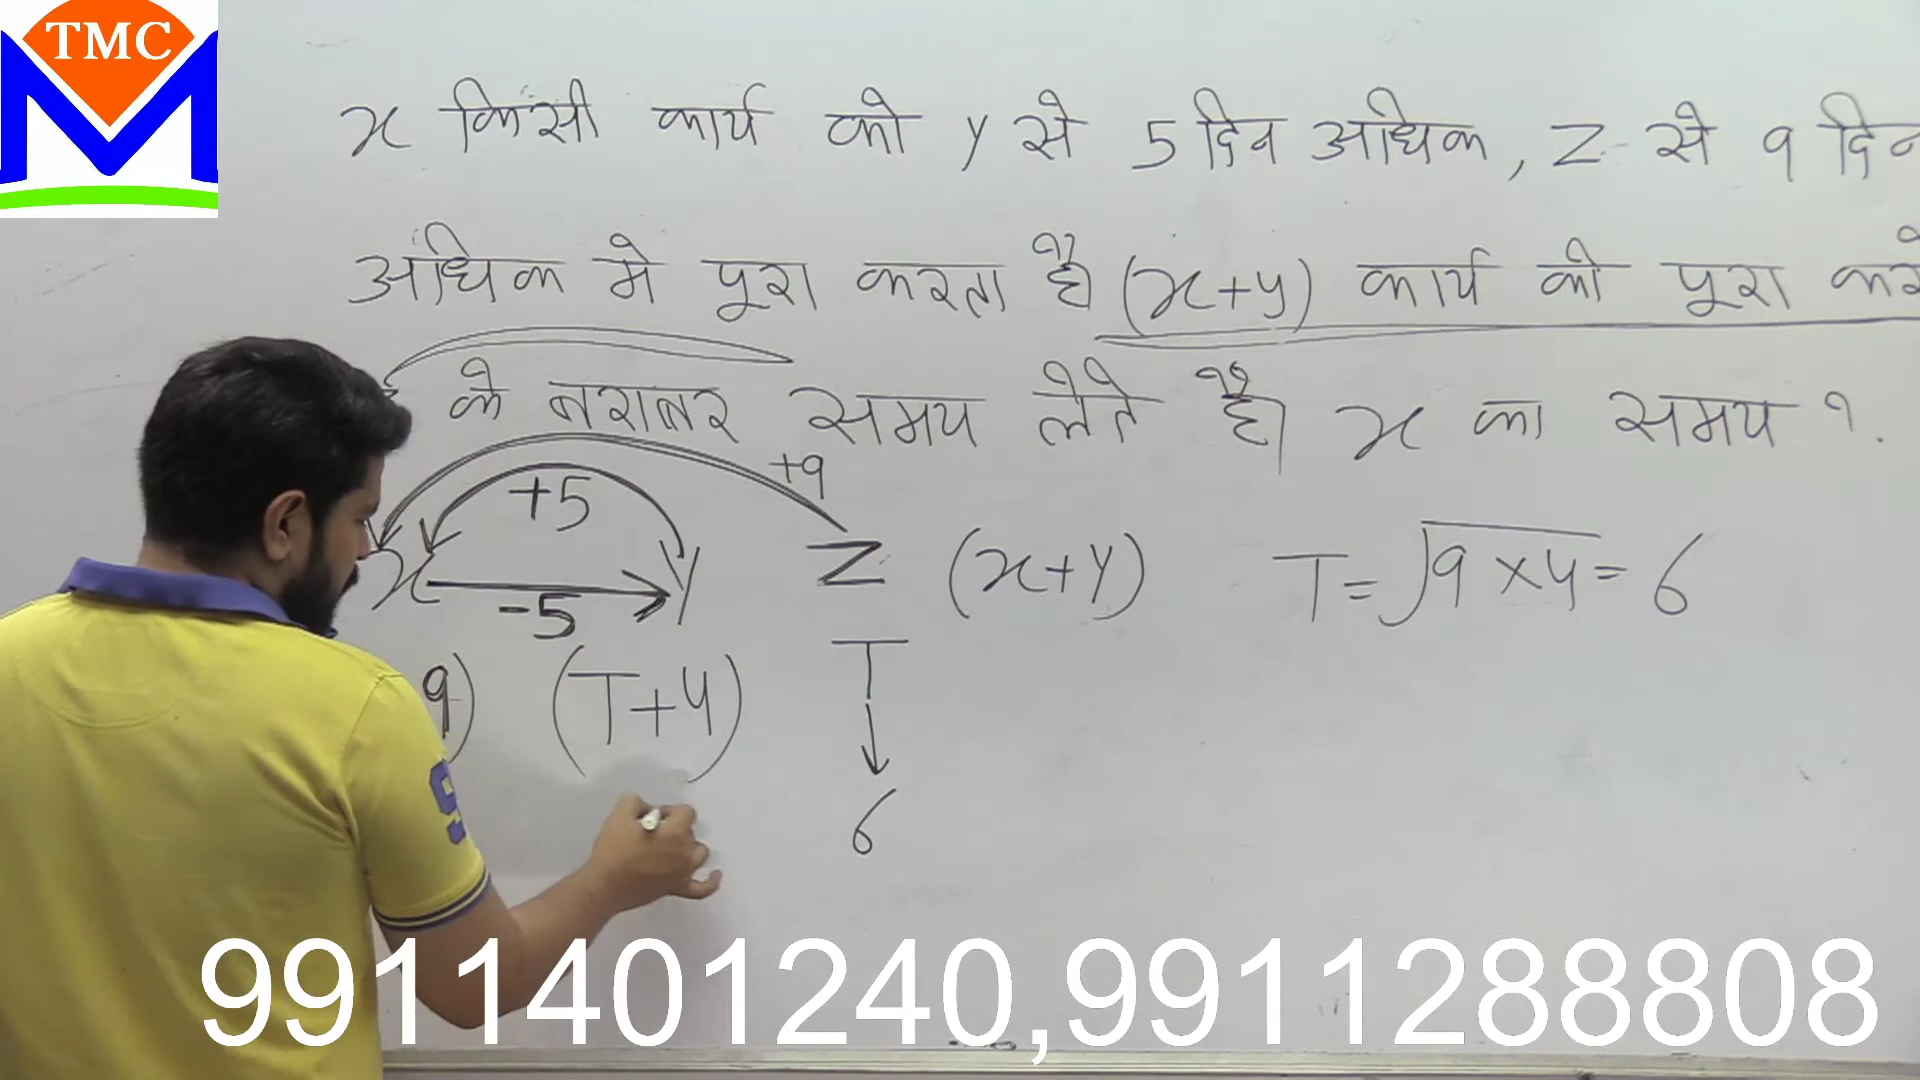 TMC
x किसी कार्य को y से 5 दिन अधिक, Z से 9 दिन
अधिक मे पूरा करता है (x+y) कार्य को पूरा
के बराबर समय लेते है। x का समय ?.
+9
+5
x y Z (x+y) T = √9×4 = 6
-5
9) (T+4) T
6
9
9911401240,9911288808